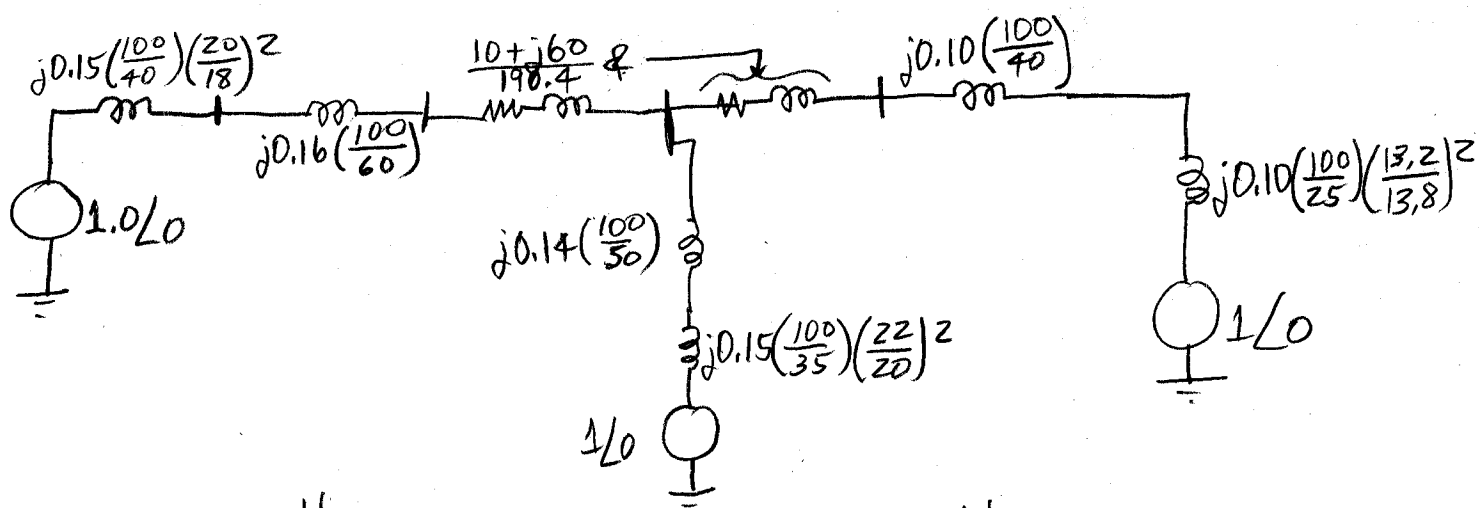 j0.15(100/40)(20/18)²
10+j60/198.4 &
j0.10(100/40)
j0.16(100/60)
1.0∠0
j0.14(100/50)
j0.10(100/25)(13,2/13,8)²
j0.15(100/35)(22/20)²
1∠0
1∠0